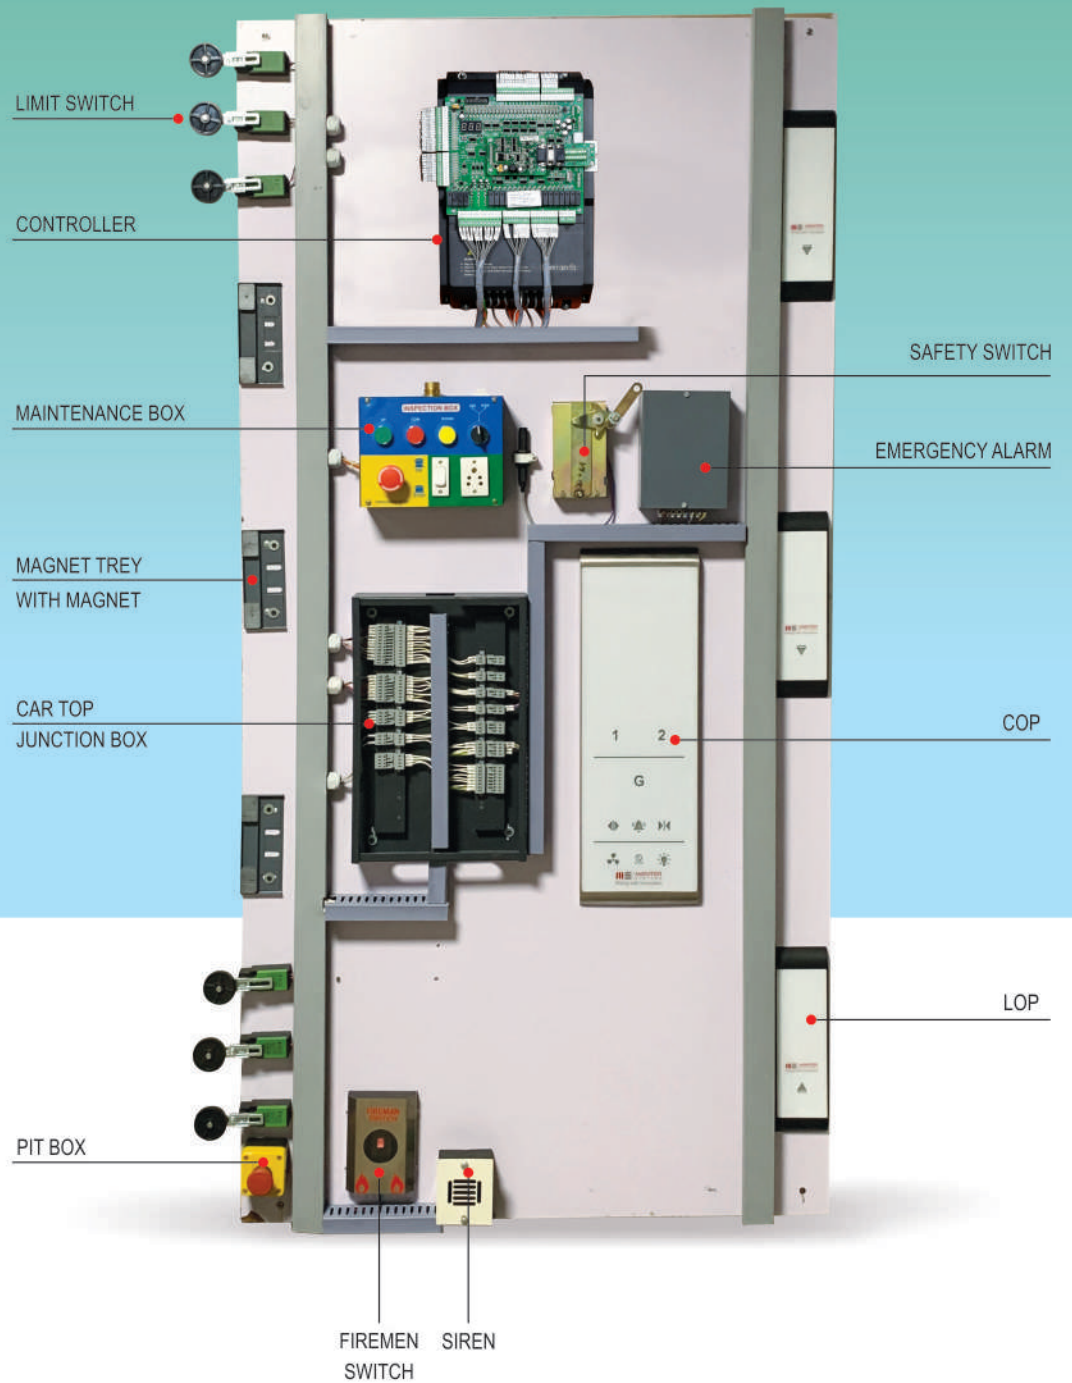 LIMIT SWITCH
CONTROLLER
SAFETY SWITCH
INSPECTION BOX
MAINTENANCE BOX
EMERGENCY ALARM
MAGNET TREY
WITH MAGNET
CAR TOP
JUNCTION BOX
1 2
COP
G
LOP
FIREMAN
PIT BOX
FIREMEN
SWITCH
SIREN